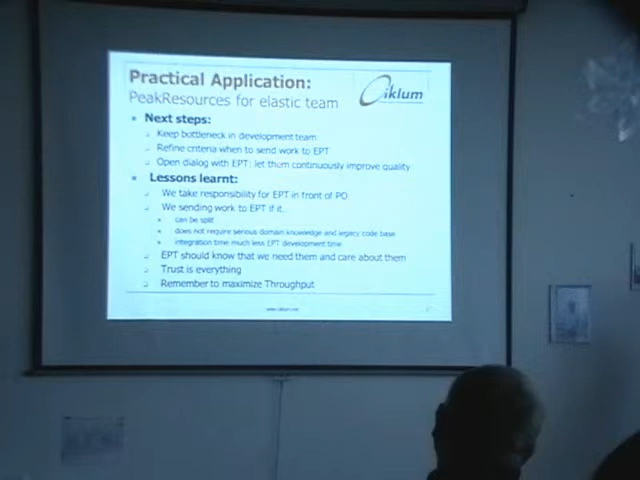 Practical Application:
PeakResources for elastic team
Ciklum
Next steps:
Keep bottleneck in development team
Refine criteria when to send work to EPT
Open dialog with EPT: let them continuously improve quality
Lessons learnt:
We take responsibility for EPT in front of PO
We sending work to EPT if it..
can be split
does not require serious domain knowledge and legacy code base
integration time much less EPT development time
EPT should know that we need them and care about them
Trust is everything
Remember to maximize Throughput
www.ciklum.net